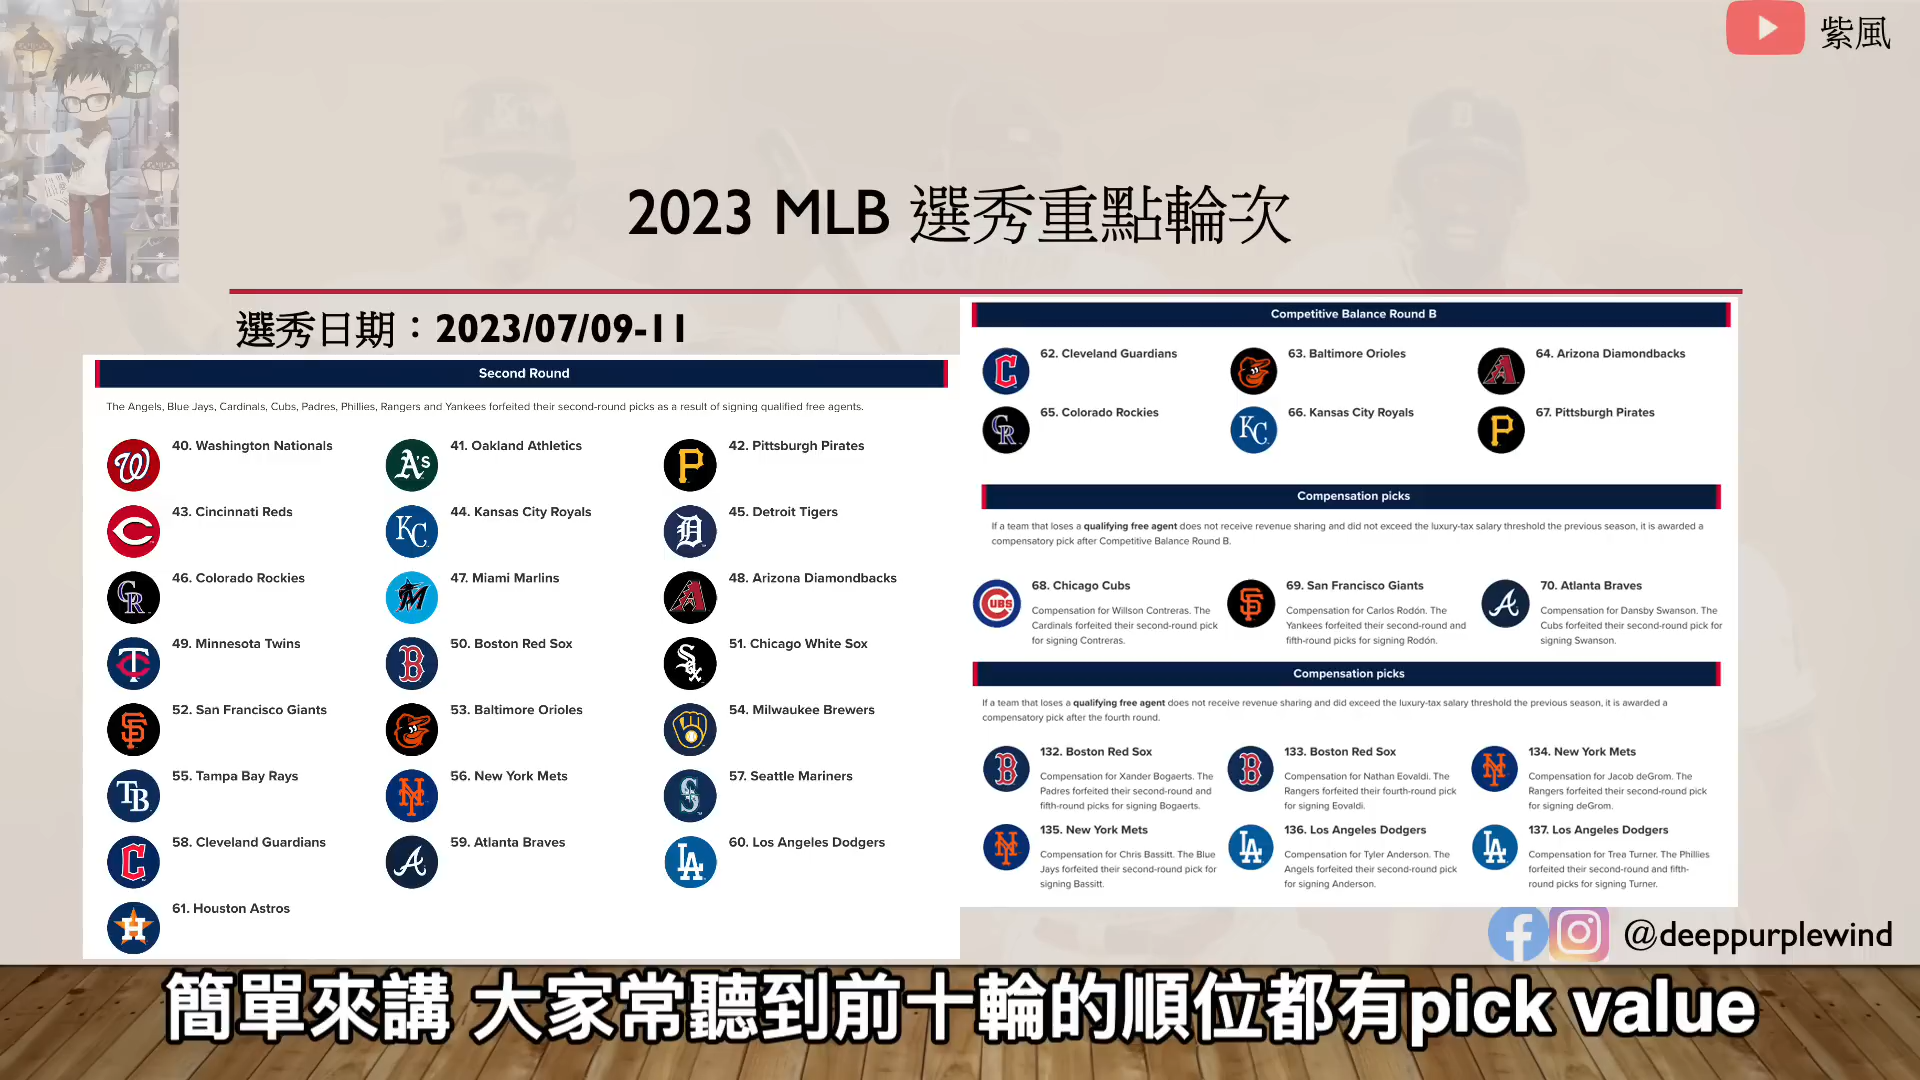 紫風
2023 MLB 選秀重點輪次
選秀日期：2023/07/09-11
Second Round
The Angels, Blue Jays, Cardinals, Cubs, Padres, Phillies, Rangers and Yankees forfeited their second-round picks as a result of signing qualified free agents.
40. Washington Nationals
41. Oakland Athletics
42. Pittsburgh Pirates
43. Cincinnati Reds
44. Kansas City Royals
45. Detroit Tigers
46. Colorado Rockies
47. Miami Marlins
48. Arizona Diamondbacks
49. Minnesota Twins
50. Boston Red Sox
51. Chicago White Sox
52. San Francisco Giants
53. Baltimore Orioles
54. Milwaukee Brewers
55. Tampa Bay Rays
56. New York Mets
57. Seattle Mariners
58. Cleveland Guardians
59. Atlanta Braves
60. Los Angeles Dodgers
61. Houston Astros
Competitive Balance Round B
62. Cleveland Guardians
63. Baltimore Orioles
64. Arizona Diamondbacks
65. Colorado Rockies
66. Kansas City Royals
67. Pittsburgh Pirates
Compensation picks
If a team that loses a qualifying free agent does not receive revenue sharing and did not exceed the luxury-tax salary threshold the previous season, it is awarded a
compensatory pick after Competitive Balance Round B.
68. Chicago Cubs
Compensation for Willson Contreras. The
Cardinals forfeited their second-round pick
for signing Contreras.
69. San Francisco Giants
Compensation for Carlos Rodón. The
Yankees forfeited their second-round and
fifth-round picks for signing Rodón.
70. Atlanta Braves
Compensation for Dansby Swanson. The
Cubs forfeited their second-round pick for
signing Swanson.
Compensation picks
If a team that loses a qualifying free agent does not receive revenue sharing and did exceed the luxury-tax salary threshold the previous season, it is awarded a
compensatory pick after the fourth round.
132. Boston Red Sox
Compensation for Xander Bogaerts. The
Padres forfeited their second-round and
fifth-round picks for signing Bogaerts.
133. Boston Red Sox
Compensation for Nathan Eovaldi. The
Rangers forfeited their fourth-round pick
for signing Eovaldi.
134. New York Mets
Compensation for Jacob deGrom. The
Rangers forfeited their second-round pick
for signing deGrom.
135. New York Mets
Compensation for Chris Bassitt. The Blue
Jays forfeited their second-round pick for
signing Bassitt.
136. Los Angeles Dodgers
Compensation for Tyler Anderson. The
Angels forfeited their second-round pick
for signing Anderson.
137. Los Angeles Dodgers
Compensation for Trea Turner. The Phillies
forfeited their second-round and fifth-
round picks for signing Turner.
@deeppurplewind
簡單來講 大家常聽到前十輪的順位都有pick value